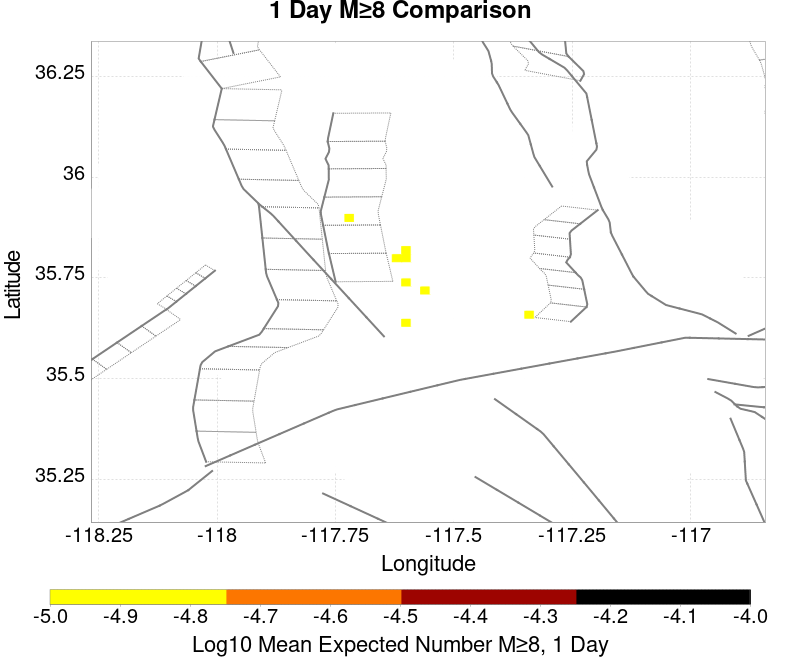 1 Day M≥8 Comparison
36.25
36
35.75
35.5
35.25
Latitude
-118.25 -118 -117.75 -117.5 -117.25 -117
Longitude
-5.0 -4.9 -4.8 -4.7 -4.6 -4.5 -4.4 -4.3 -4.2 -4.1 -4.0
Log10 Mean Expected Number M≥8, 1 Day